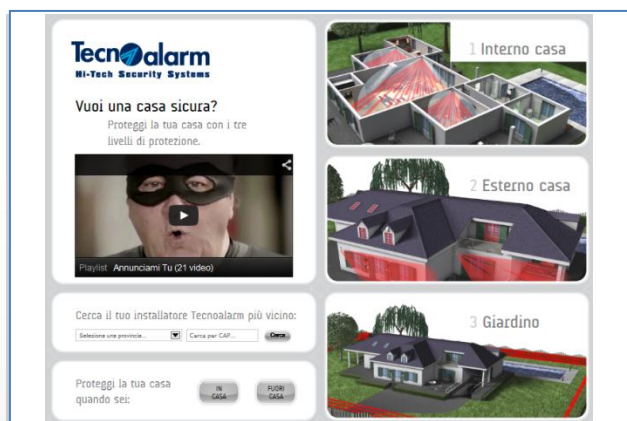 Tecnoalarm
Hi-Tech Security Systems
Vuoi una casa sicura?
Proteggi la tua casa con i tre
livelli di protezione.
Playlist Annunciami Tu (21 video)
Cerca il tuo installatore Tecnoalarm più vicino:
Selezione una provincia... Cerca per CAP... Cerca
Proteggi la tua casa
quando sei:
IN
CASA
FUORI
CASA
1 Interno casa
2 Esterno casa
3 Giardino